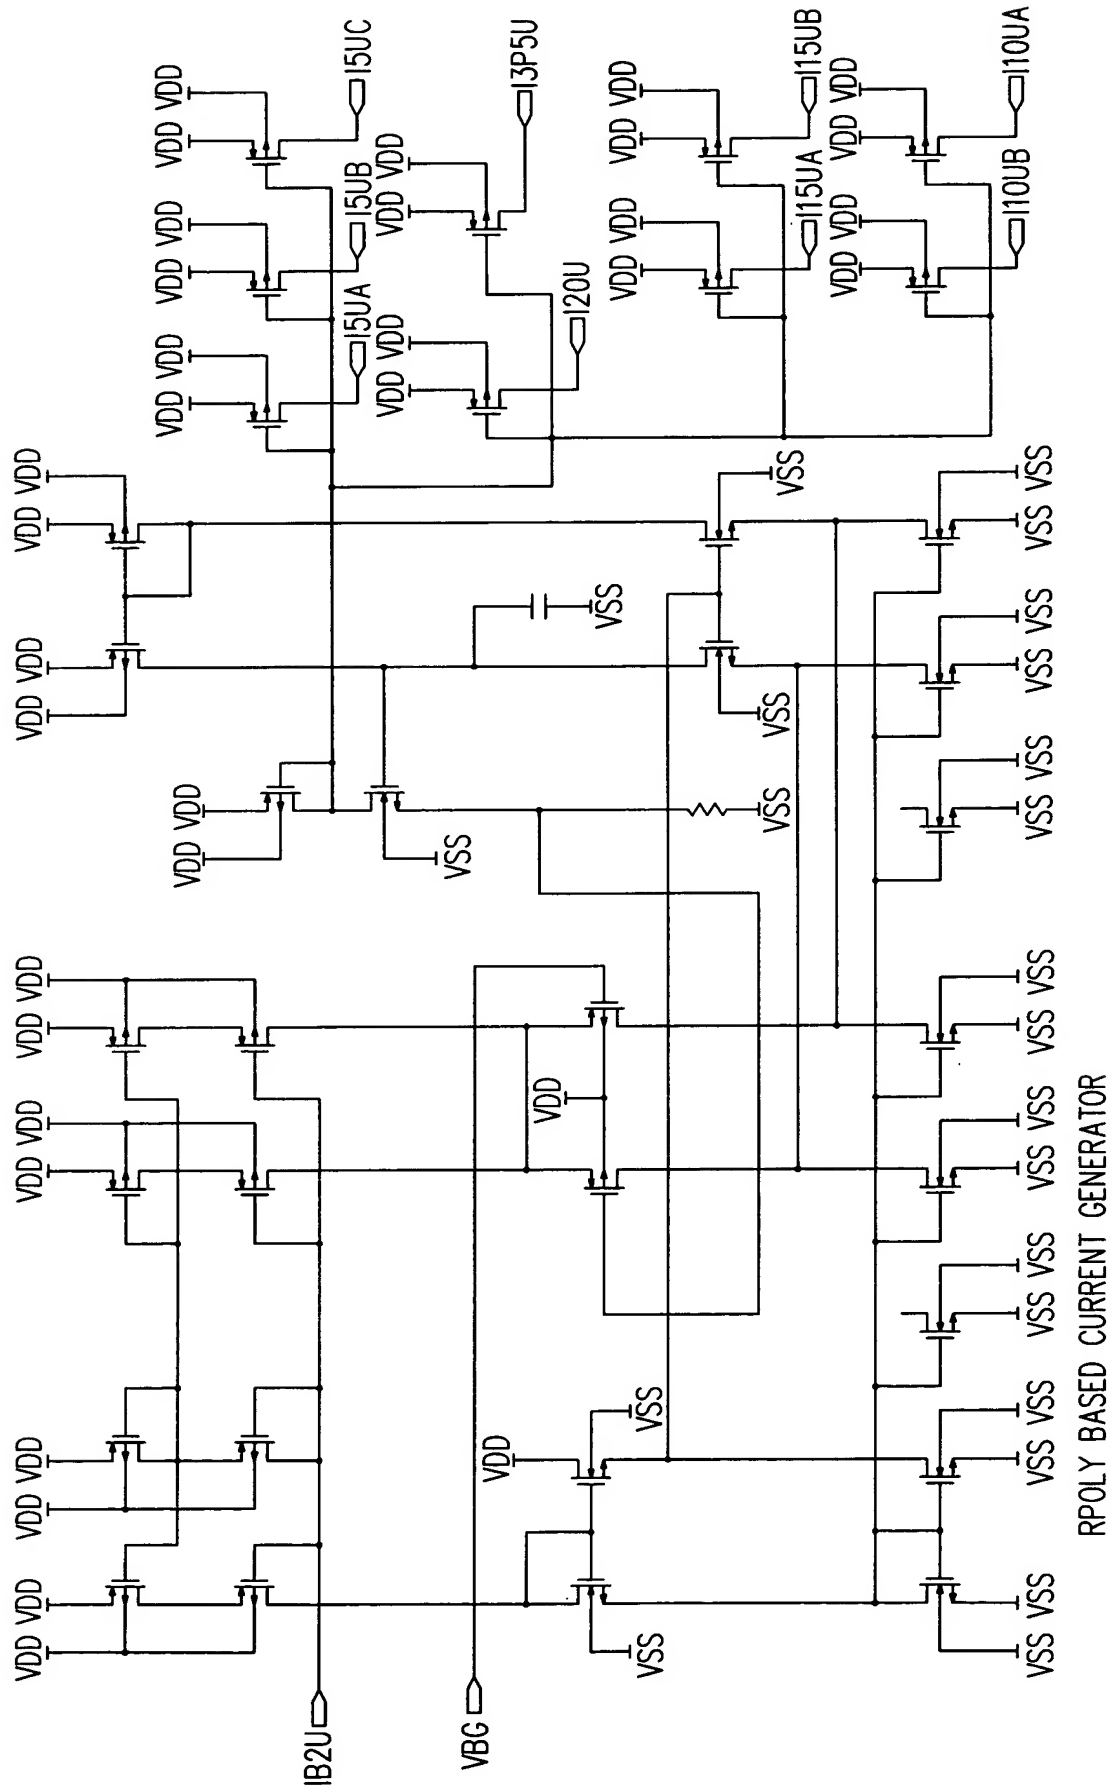 VDD VDD VDD VDD VDD VDD VDD VDD VDD VDD VDD VDD
VDD VDD VDD VDD VDD VDD VDD VDD
IB2U I5UA I5UB I5UC
VDD VDD VDD VDD
VSS
VBG
VDD
I3P5U
VDD
I20U
VSS
VDD VDD VDD VDD
VSS VSS
VSS VSS VSS
I15UA I15UB
VDD VDD VDD VDD
I10UB I10UA
VSS VSS VSS VSS VSS VSS VSS VSS VSS VSS VSS VSS VSS VSS VSS VSS
RPOLY BASED CURRENT GENERATOR